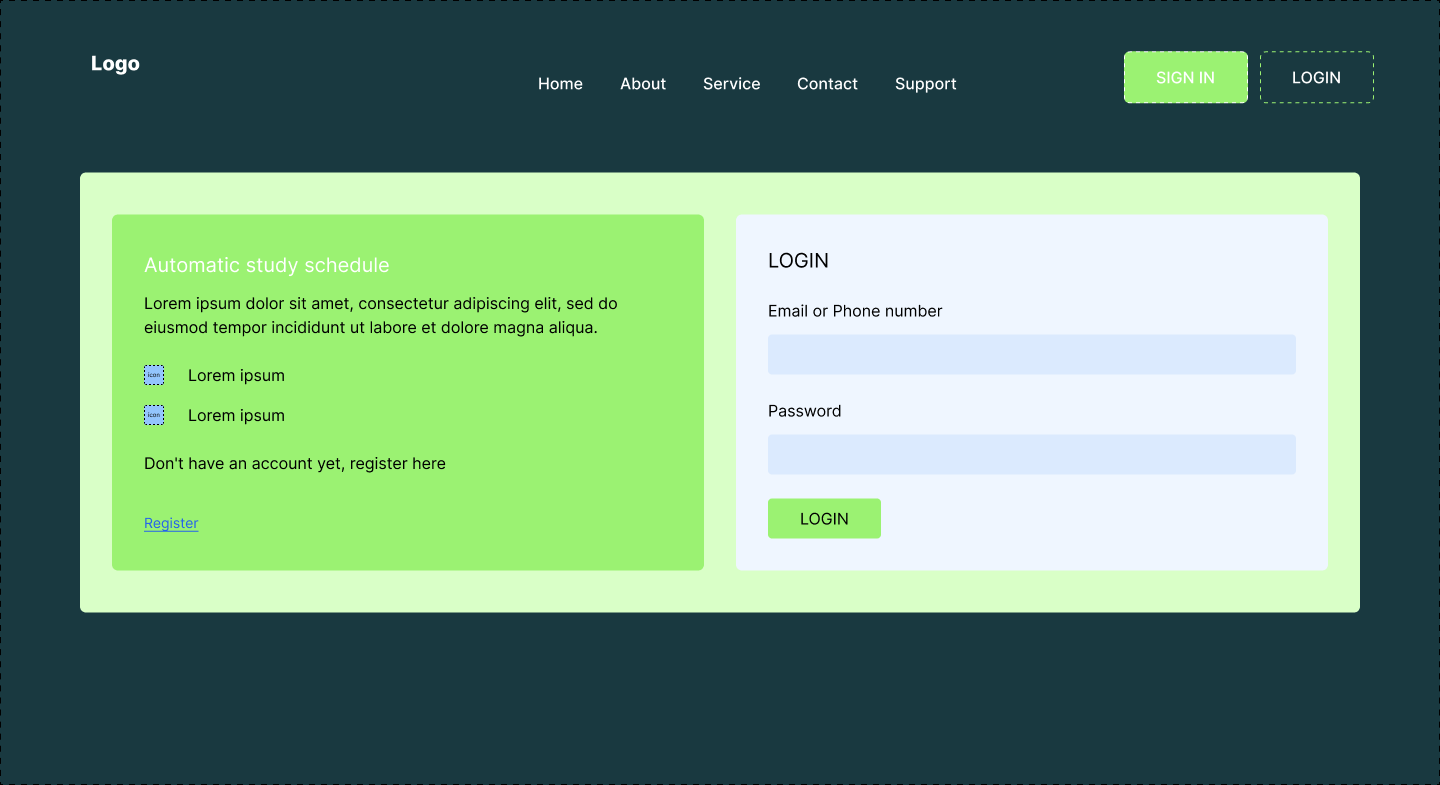 Logo
Home About Service Contact Support
SIGN IN LOGIN
Automatic study schedule
Lorem ipsum dolor sit amet, consectetur adipiscing elit, sed do
eiusmod tempor incididunt ut labore et dolore magna aliqua.
icon Lorem ipsum
icon Lorem ipsum
Don't have an account yet, register here
Register
LOGIN
Email or Phone number
Password
LOGIN